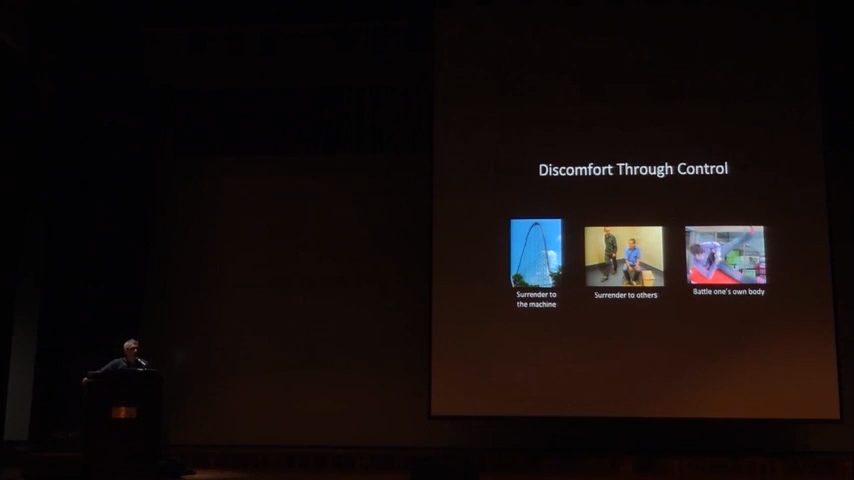 Discomfort Through Control
Surrender to
the machine
Surrender to others
Battle one's own body